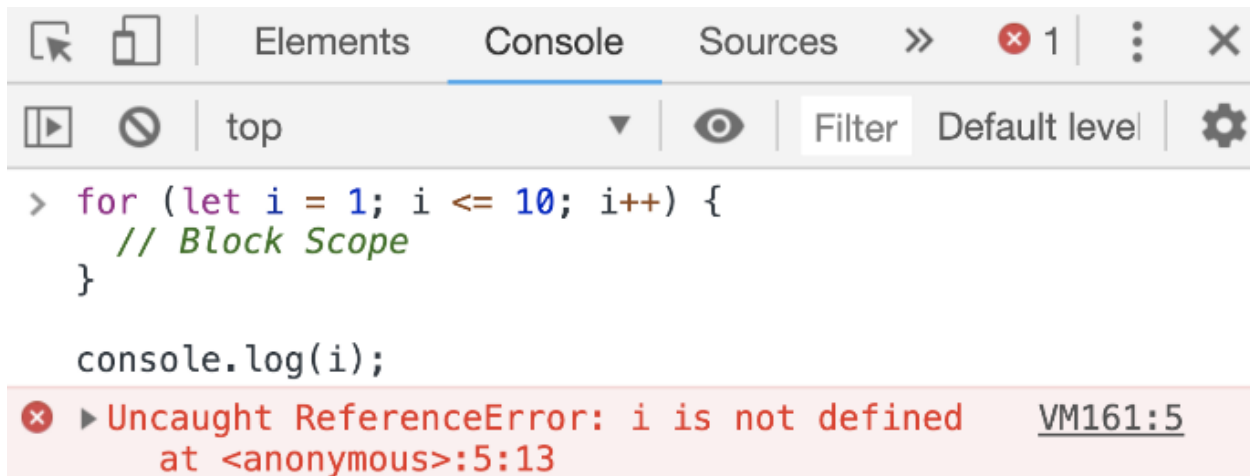 Elements Console Sources » 1
top Filter Default level
> for (let i = 1; i <= 10; i++) {
// Block Scope
}
console.log(i);
Uncaught ReferenceError: i is not defined VM161:5
at <anonymous>:5:13